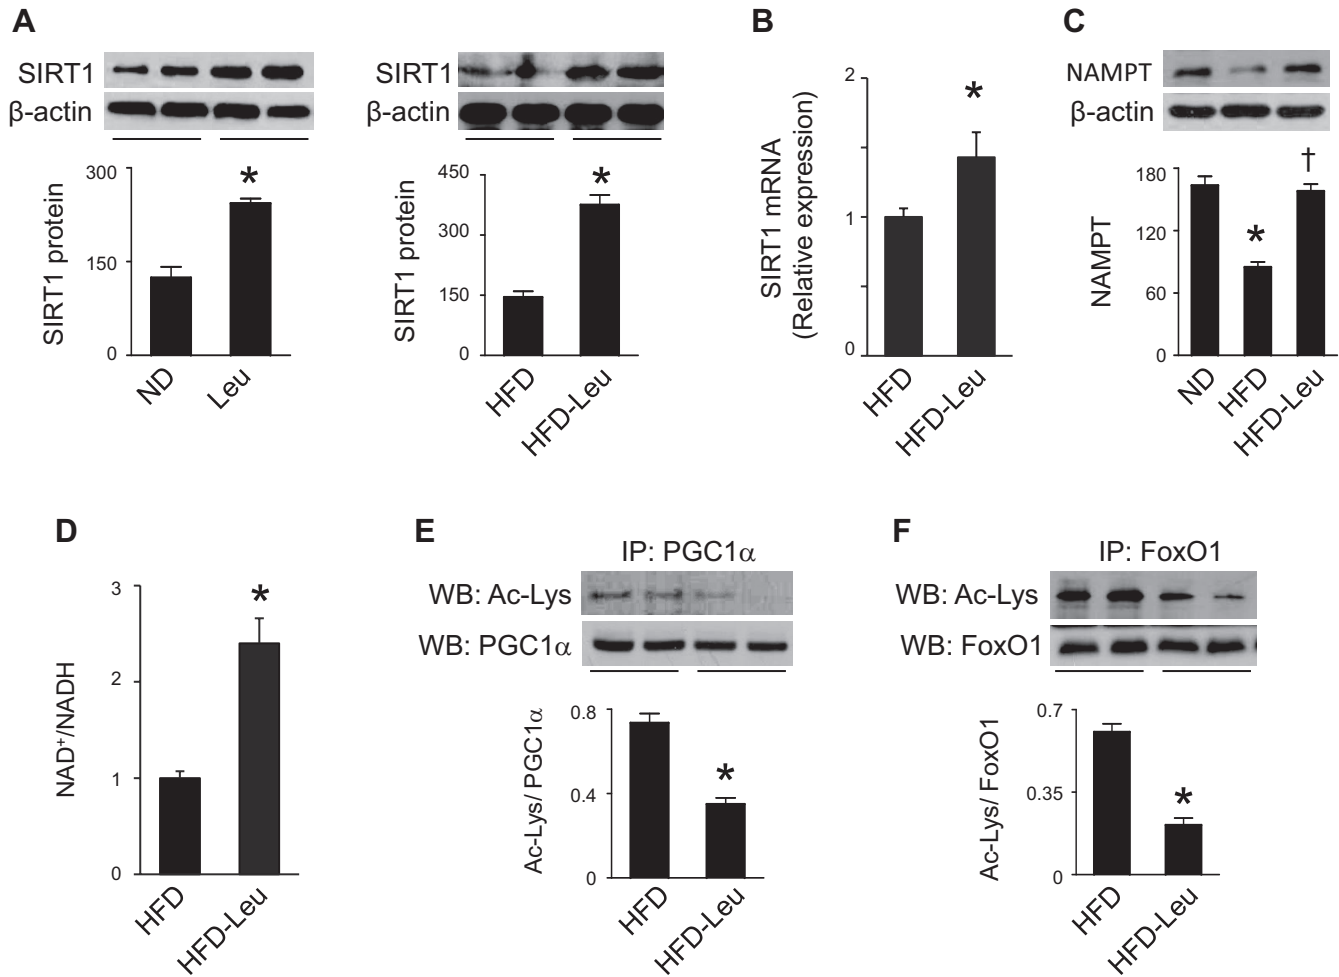 A
SIRT1
β-actin
300
150
0
SIRT1 protein
*
ND
Leu
SIRT1
β-actin
450
300
150
0
SIRT1 protein
*
HFD
HFD-Leu
B
2
1
0
SIRT1 mRNA
(Relative expression)
*
HFD
HFD-Leu
C
NAMPT
β-actin
180
120
60
0
NAMPT
*
†
ND
HFD
HFD-Leu
D
3
2
1
0
NAD⁺/NADH
*
HFD
HFD-Leu
E
IP: PGC1α
WB: Ac-Lys
WB: PGC1α
0.8
0.4
0
Ac-Lys/ PGC1α
*
HFD
HFD-Leu
F
IP: FoxO1
WB: Ac-Lys
WB: FoxO1
0.7
0.35
0
Ac-Lys/ FoxO1
*
HFD
HFD-Leu